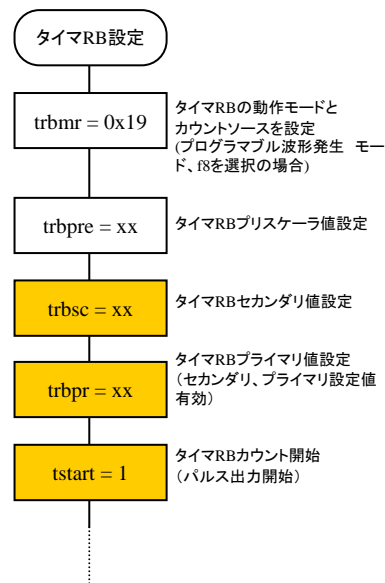 タイマRB設定
trbmr = 0x19
タイマRBの動作モードと
カウントソースを設定
(プログラマブル波形発生 モー
ド、f8を選択の場合)
trbpre = xx
タイマRBプリスケーラ値設定
trbsc = xx
タイマRBセカンダリ値設定
trbpr = xx
タイマRBプライマリ値設定
(セカンダリ、プライマリ設定値
有効)
tstart = 1
タイマRBカウント開始
(パルス出力開始)